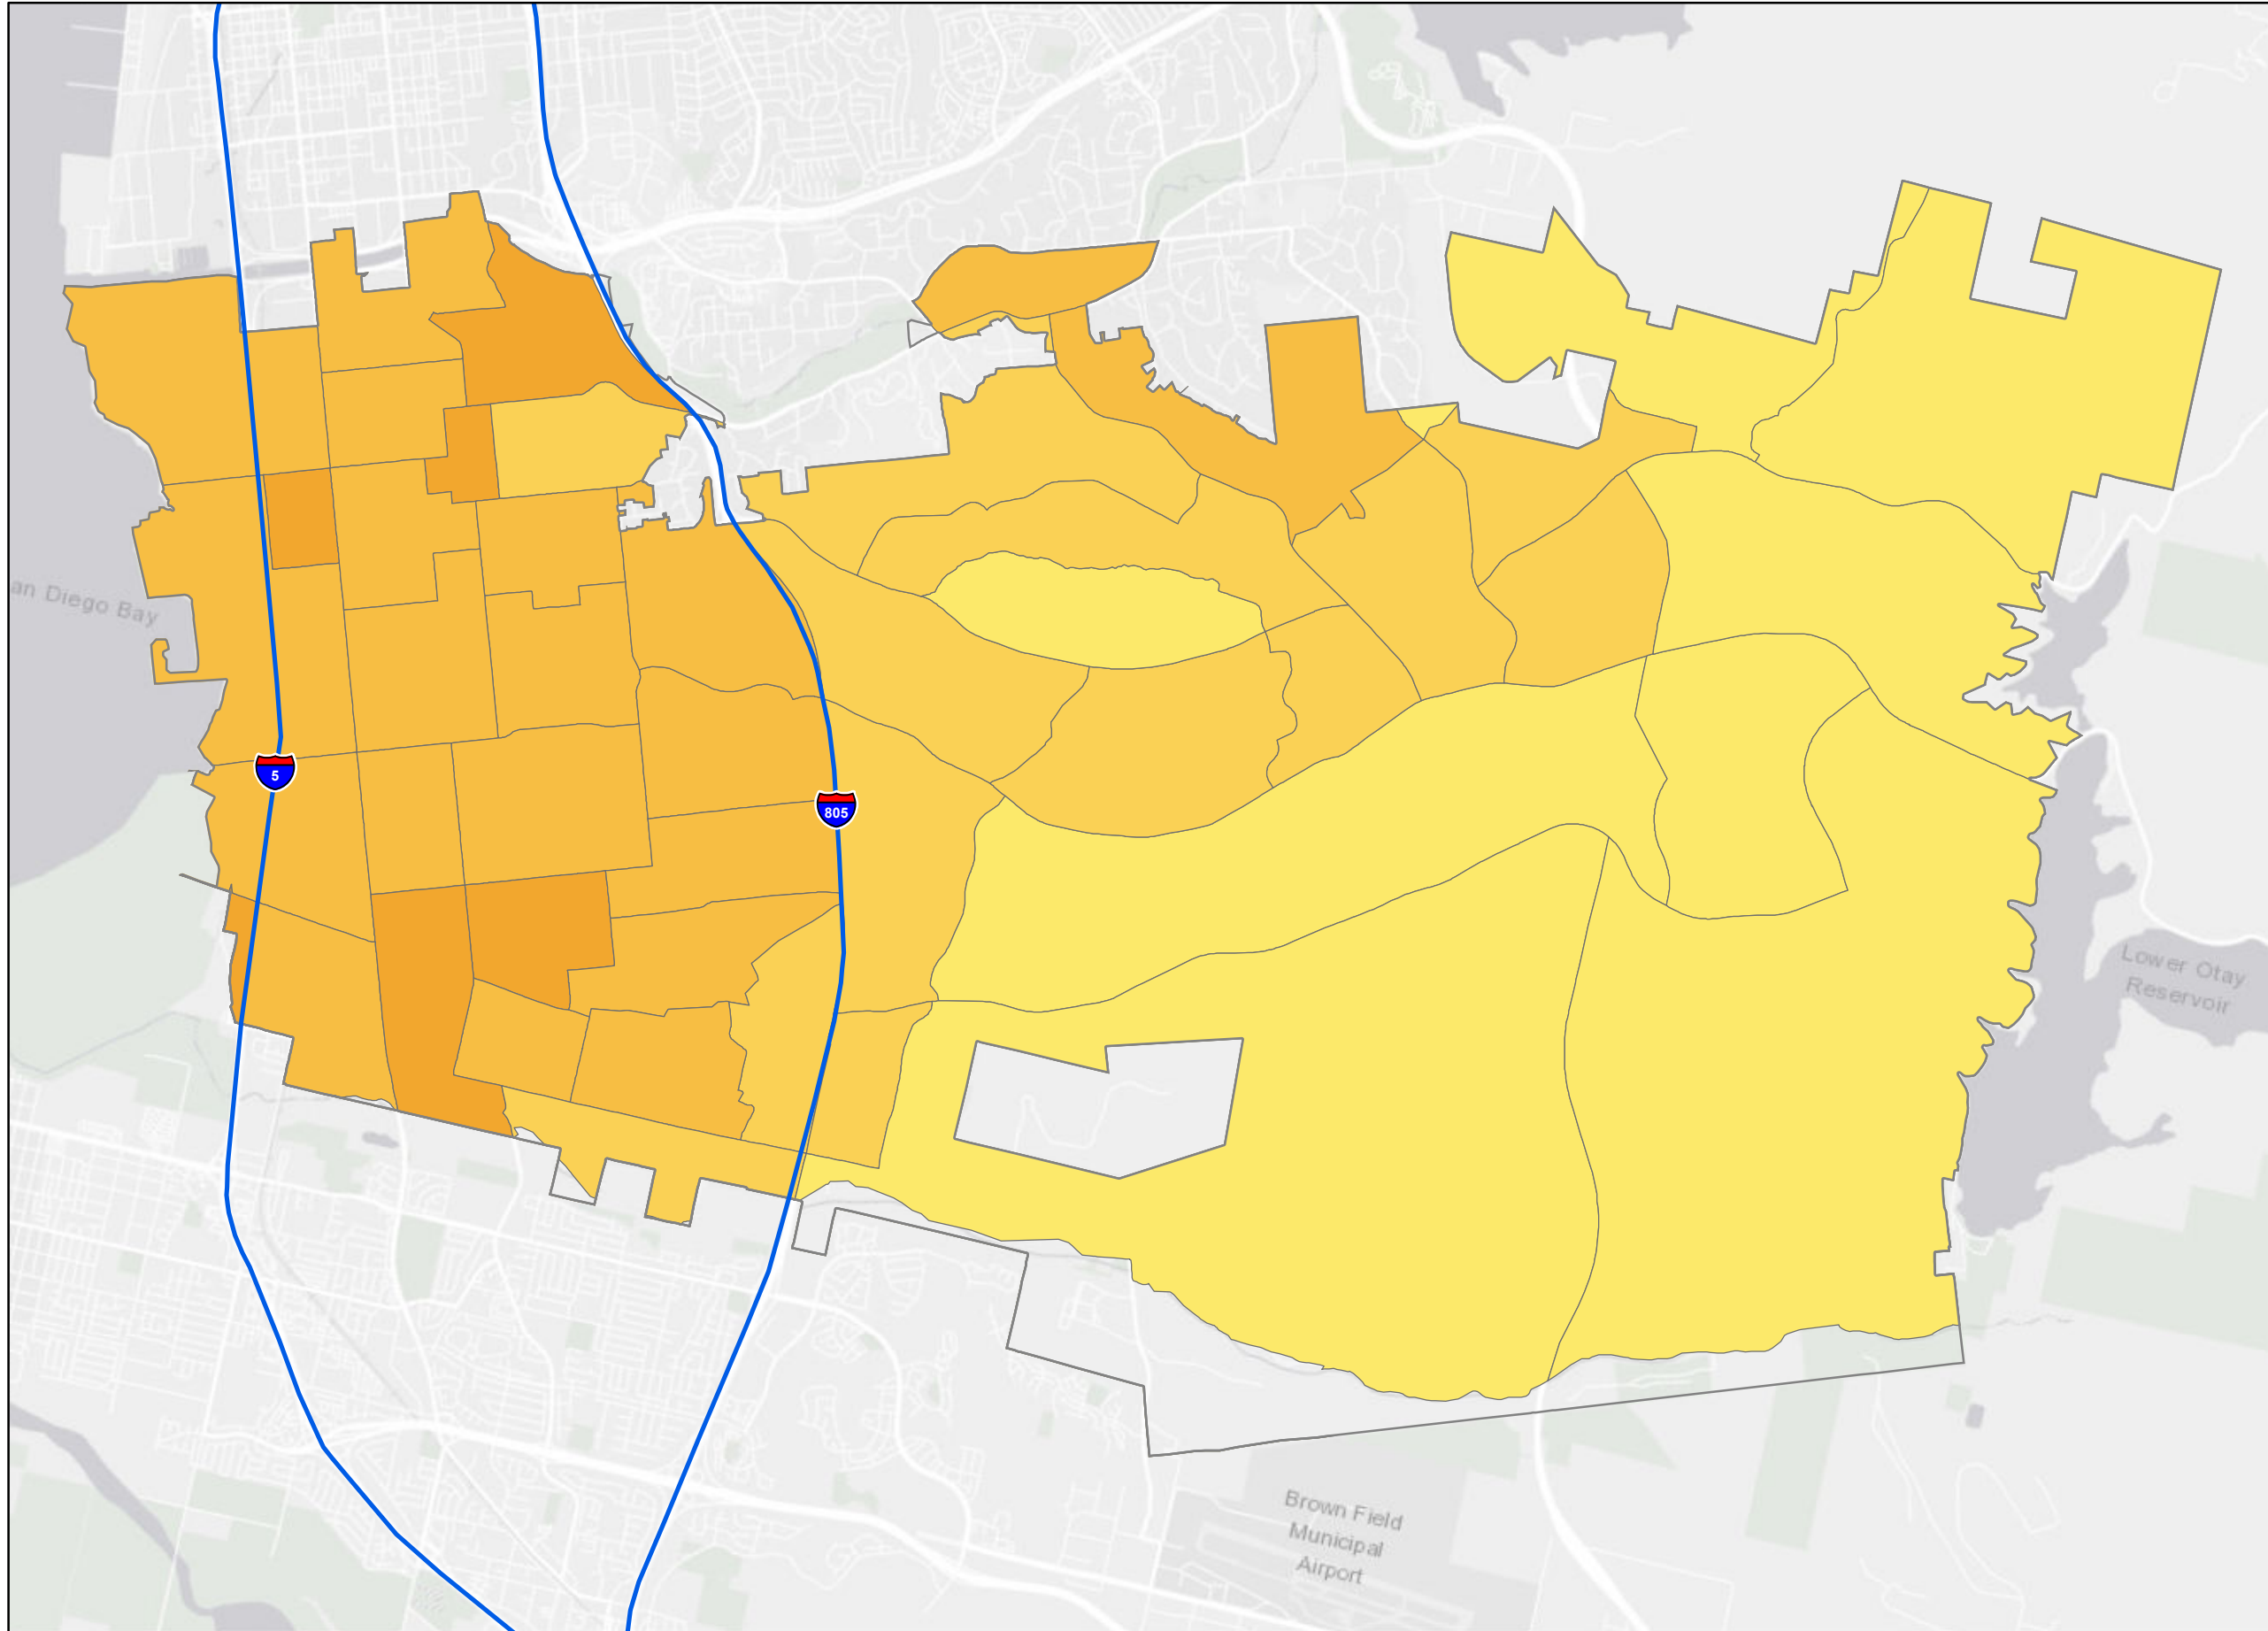 an Diego Bay
5
805
Lower Otay
Reservoir
Brown Field
Municipal
Airport